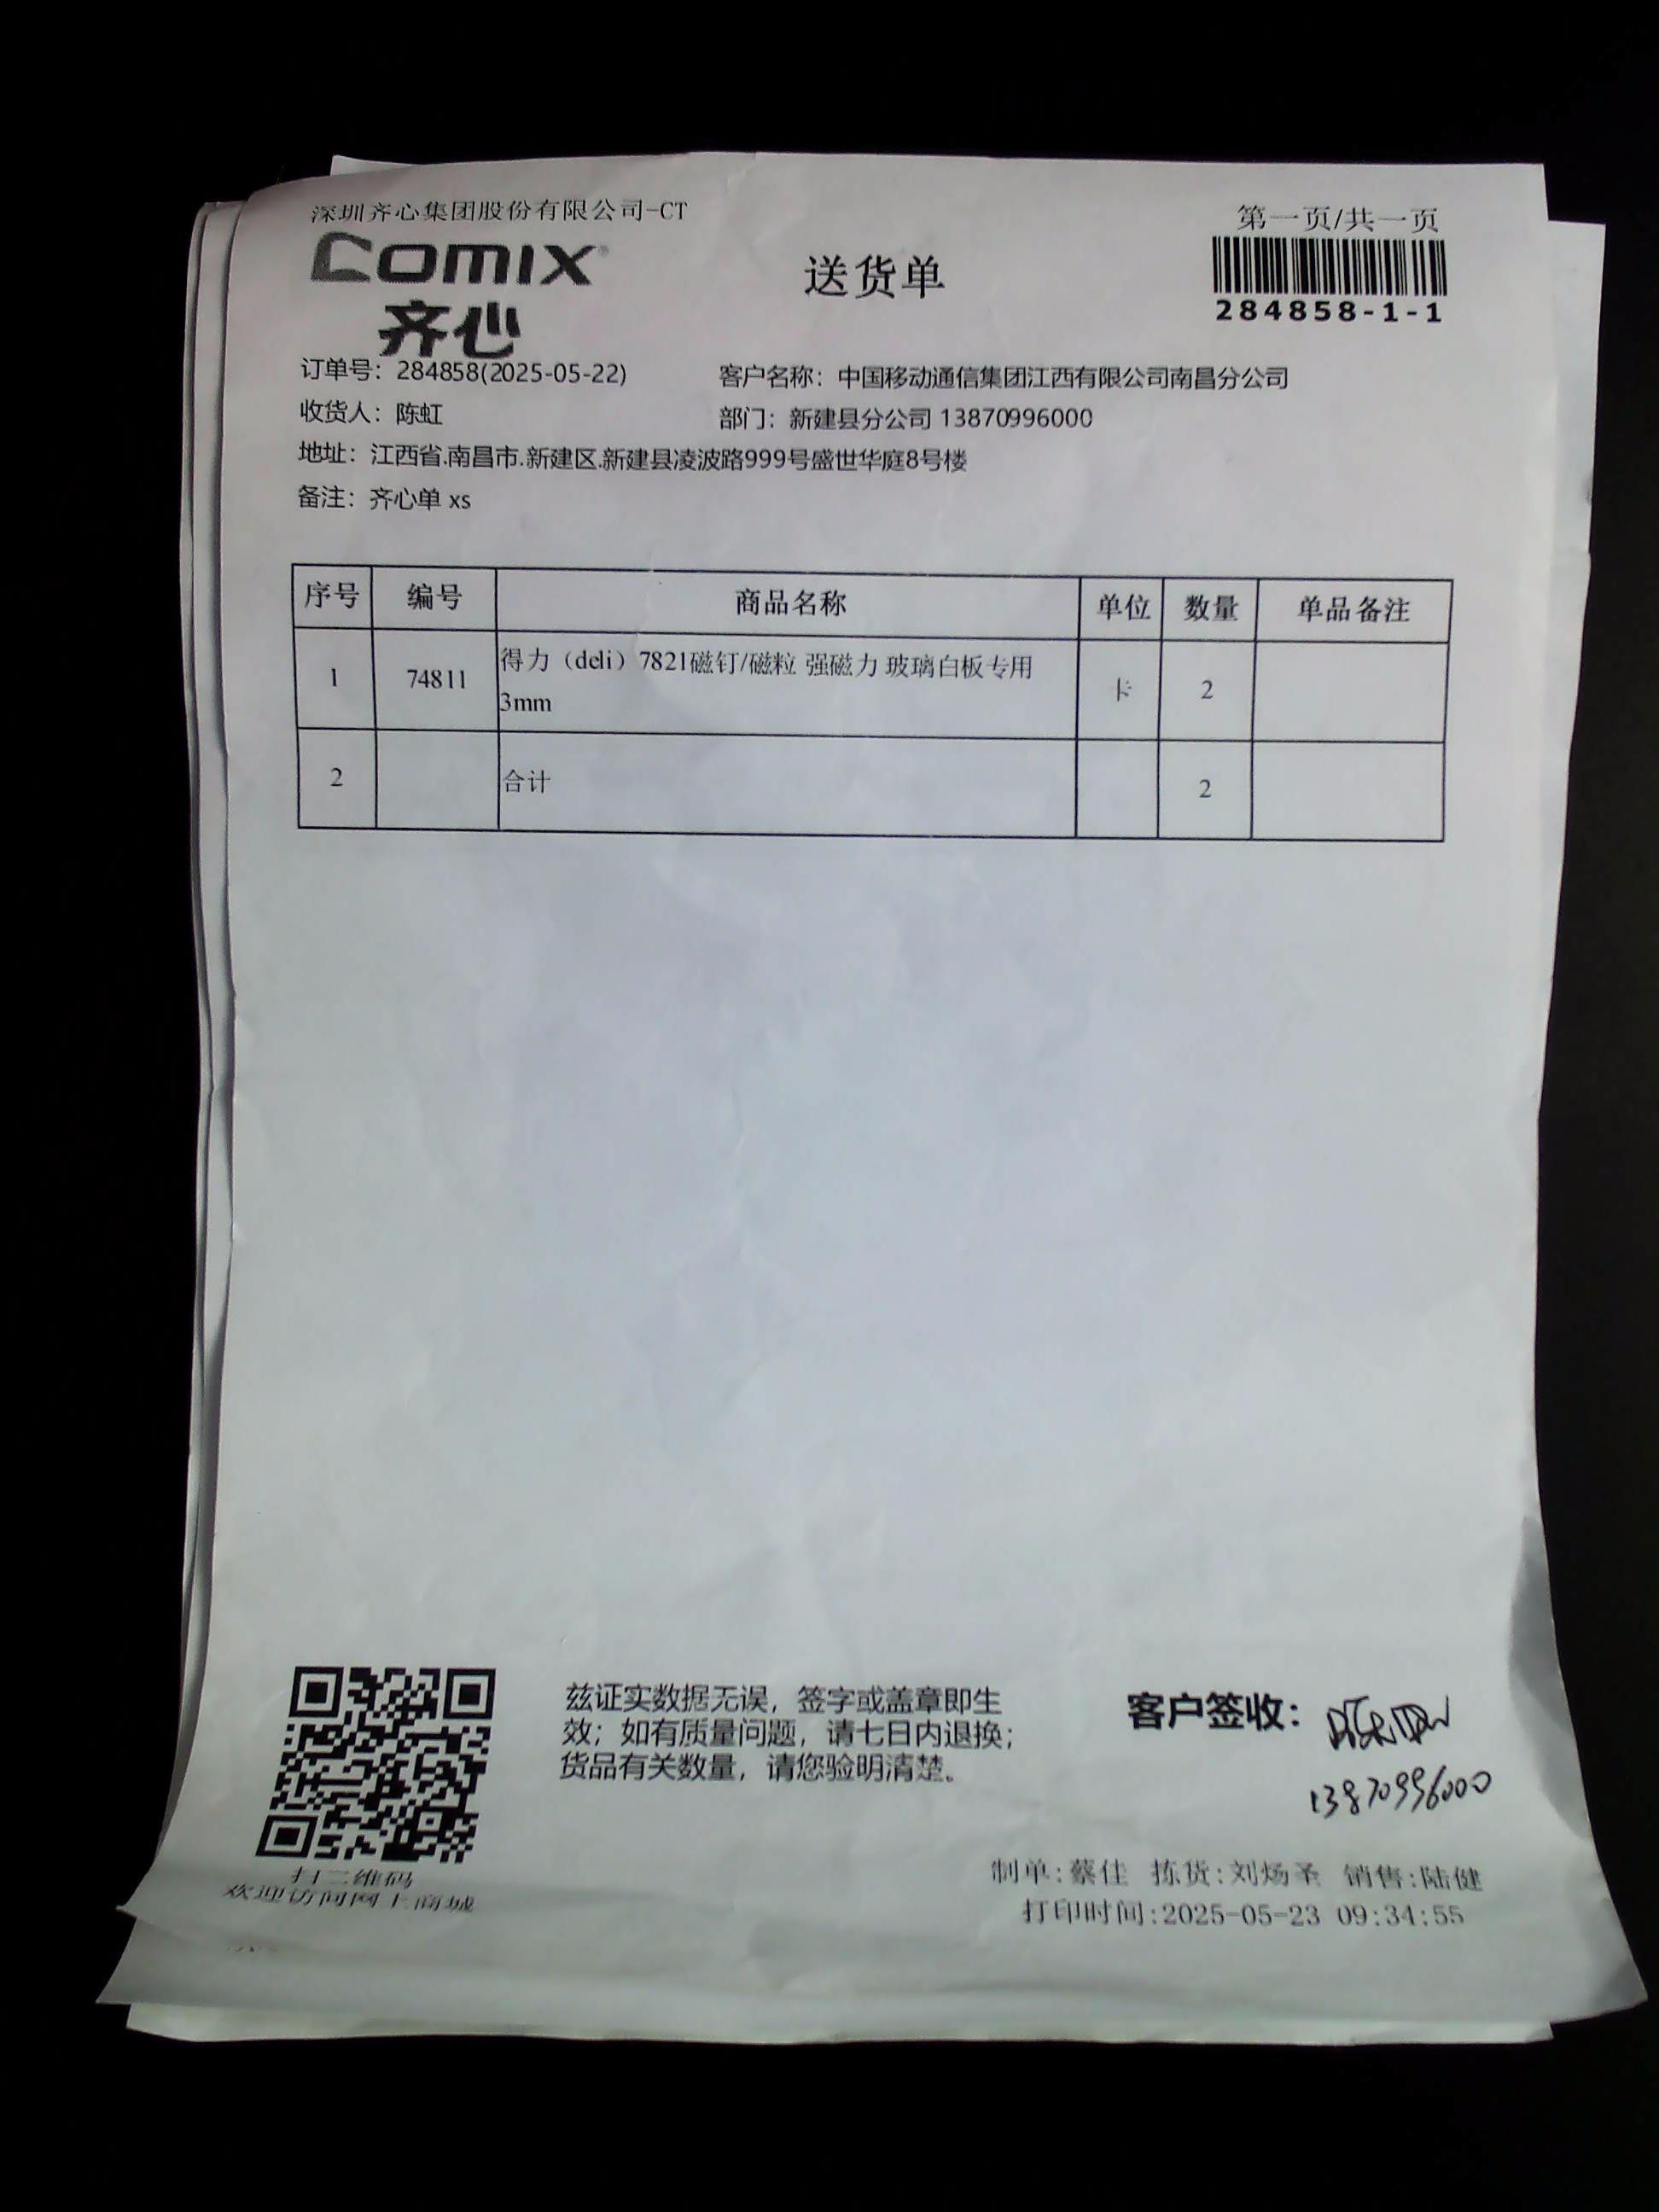 深圳齐心集团股份有限公司-CT
第一页/共一页
COMIX
齐心
送货单
284858-1-1
订单号：284858(2025-05-22)
客户名称：中国移动通信集团江西有限公司南昌分公司
收货人：陈虹
部门：新建县分公司 13870996000
地址：江西省.南昌市.新建区.新建县凌波路999号盛世华庭8号楼
备注：齐心单 xs
序号 编号 商品名称 单位 数量 单品备注
1 74811 得力（deli）7821磁钉/磁粒 强磁力 玻璃白板专用 卡 2
3mm
2 合计 2
兹证实数据无误，签字或盖章即生
效；如有质量问题，请七日内退换；
货品有关数量，请您验明清楚。
客户签收：
13870996000
扫二维码
欢迎访问网上商城
制单:蔡佳 拣货:刘炀圣 销售:陆健
打印时间:2025-05-23 09:34:55